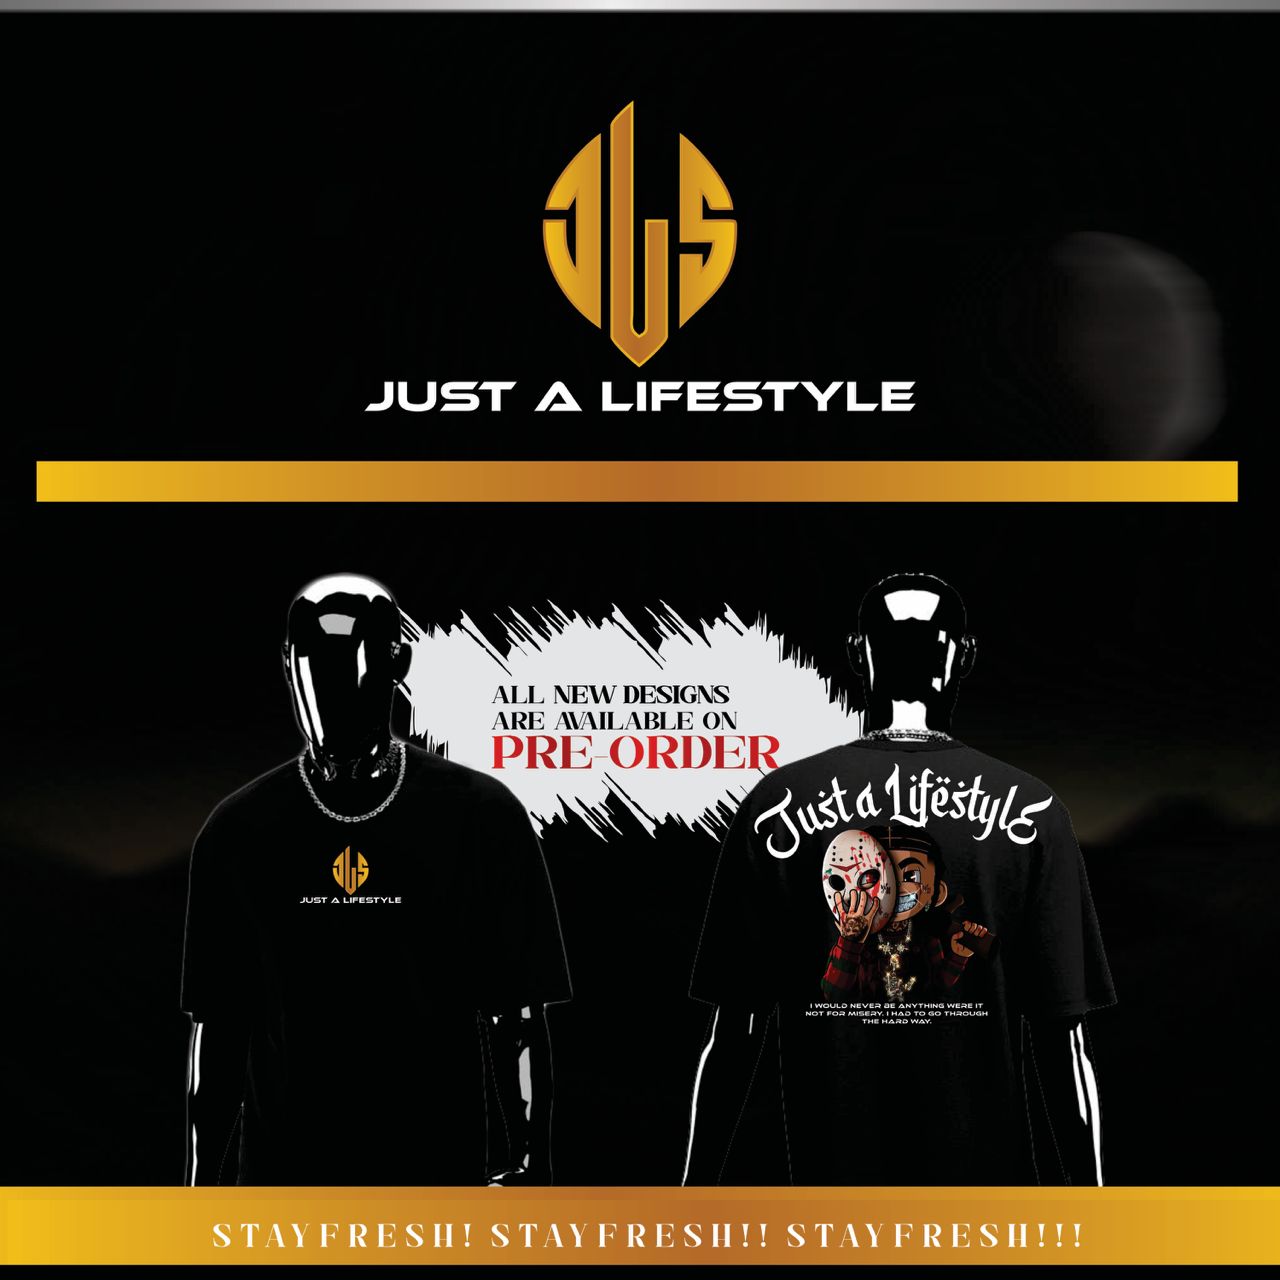 JLS
JUST A LIFESTYLE
ALL NEW DESIGNS
ARE AVAILABLE ON
PRE-ORDER
JLS
JUST A LIFESTYLE
Just a Lifëstyle
I WOULD NEVER BE ANYTHING WERE IT
NOT FOR MISERY. I HAD TO GO THROUGH
THE HARD WAY.
STAYFRESH! STAYFRESH!! STAYFRESH!!!